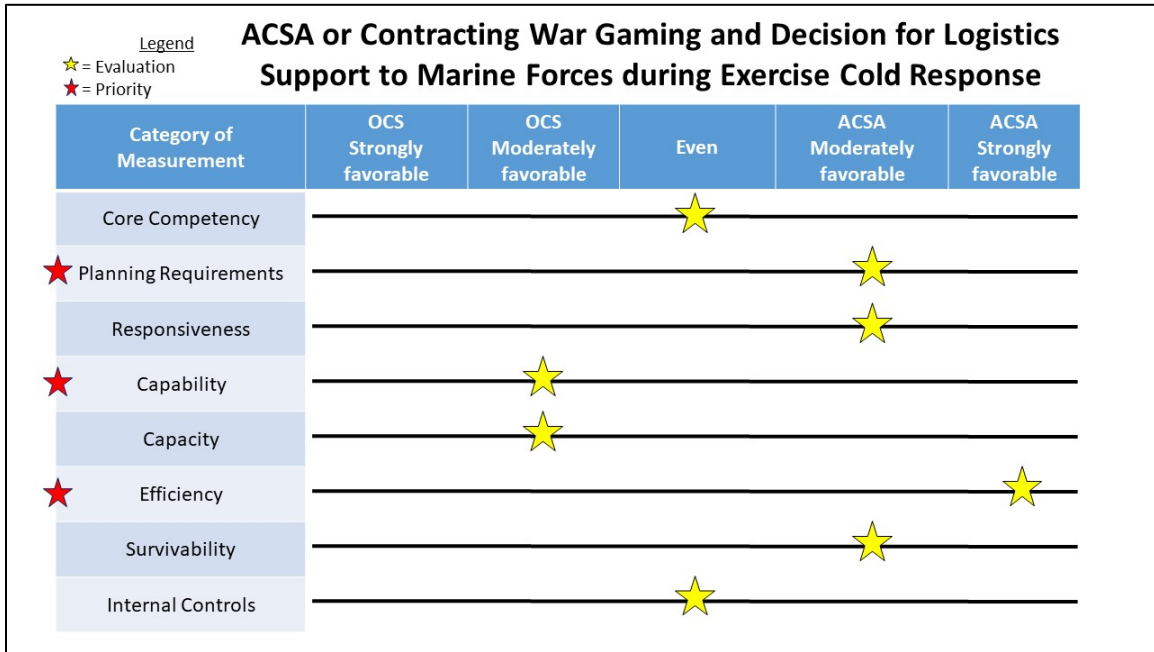 Legend
= Evaluation
= Priority
ACSA or Contracting War Gaming and Decision for Logistics
Support to Marine Forces during Exercise Cold Response
Category of
Measurement
OCS
Strongly
favorable
OCS
Moderately
favorable
Even
ACSA
Moderately
favorable
ACSA
Strongly
favorable
Core Competency
Planning Requirements
Responsiveness
Capability
Capacity
Efficiency
Survivability
Internal Controls